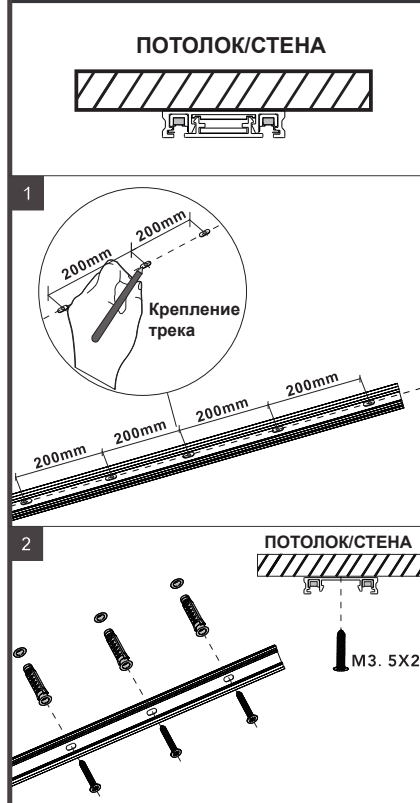 ПОТОЛОК/СТЕНА
1
200mm
200mm
Крепление
трека
200mm
200mm
200mm
200mm
2
ПОТОЛОК/СТЕНА
M3. 5X2